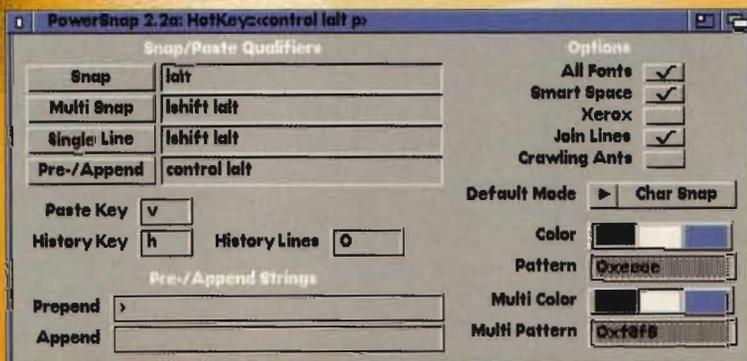 PowerSnap 2.2a: HotKey=<control lalt p>
Snap/Paste Qualifiers
Snap lalt
Multi Snap lshift lalt
Single Line lshift lalt
Pre-/Append control lalt
Paste Key v
History Key h History Lines 0
Pre-/Append Strings
Prepend >
Append
Options
All Fonts
Smart Space
Xerox
Join Lines
Crawling Ants
Default Mode Char Snap
Color
Pattern 0xeeee
Multi Color
Multi Pattern 0xf8f8